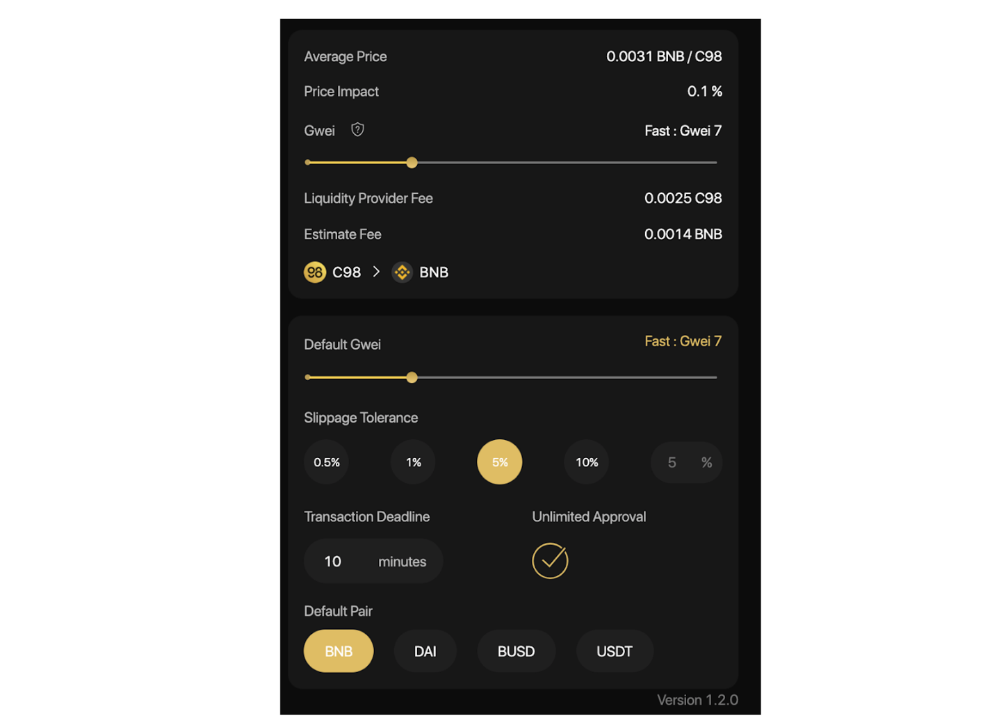 Average Price 0.0031 BNB / C98
Price Impact 0.1 %
Gwei ? Fast : Gwei 7
Liquidity Provider Fee 0.0025 C98
Estimate Fee 0.0014 BNB
98 C98 > BNB
Default Gwei Fast : Gwei 7
Slippage Tolerance
0.5% 1% 5% 10% 5 %
Transaction Deadline Unlimited Approval
10 minutes
Default Pair
BNB DAI BUSD USDT
Version 1.2.0